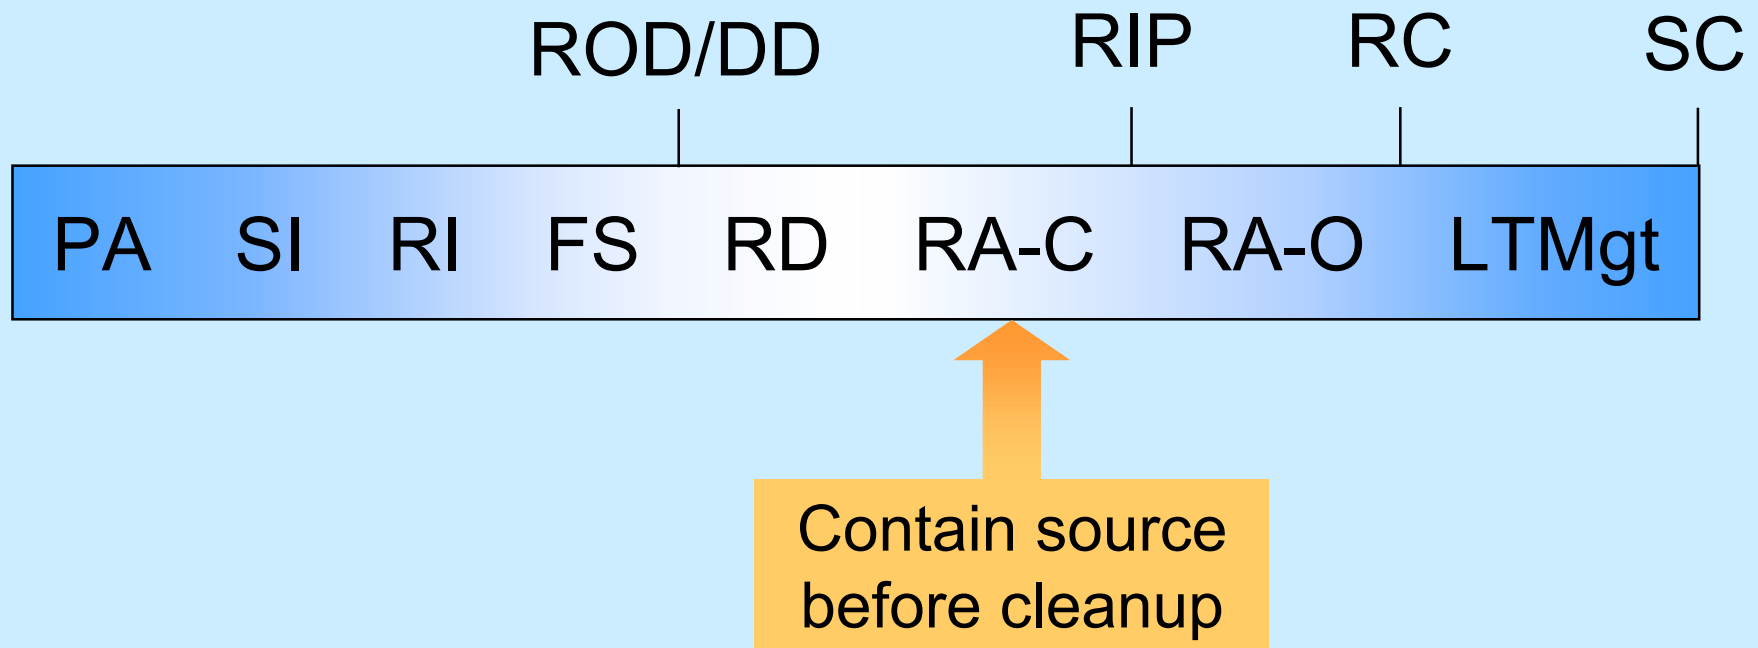 ROD/DD RIP RC SC
PA SI RI FS RD RA-C RA-O LTMgt
Contain source
before cleanup